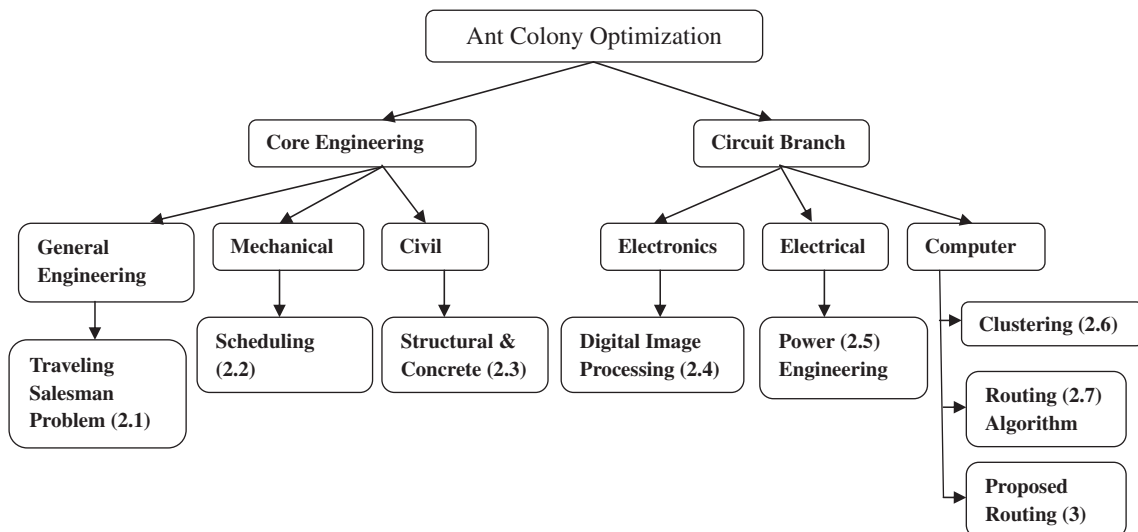 Ant Colony Optimization
Core Engineering
Circuit Branch
General
Engineering
Mechanical
Civil
Electronics
Electrical
Computer
Traveling
Salesman
Problem (2.1)
Scheduling
(2.2)
Structural &
Concrete (2.3)
Digital Image
Processing (2.4)
Power (2.5)
Engineering
Clustering (2.6)
Routing (2.7)
Algorithm
Proposed
Routing (3)